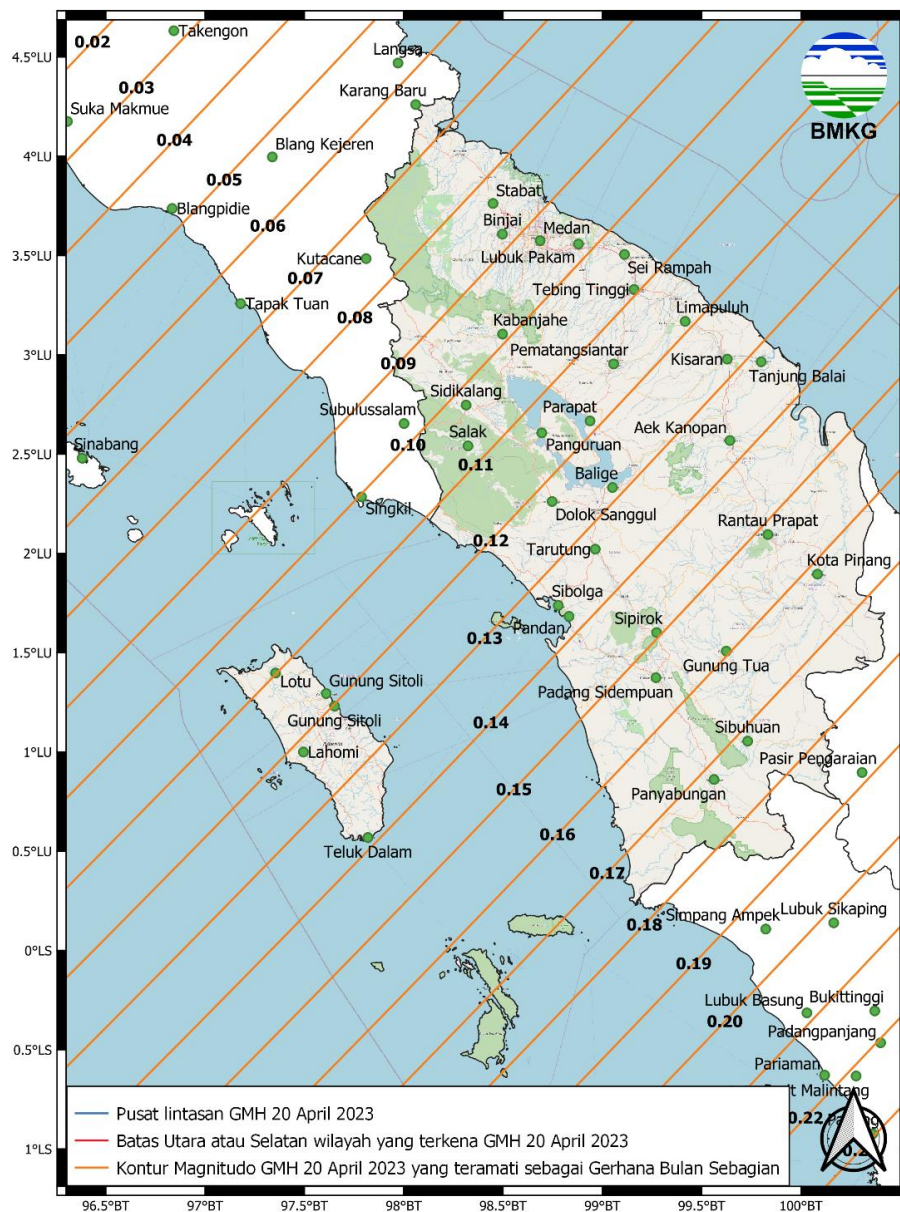 Takengon
0.02
4.5°LU
Langsa
0.03
Karang Baru
Suka Makmue
BMKG
0.04
4°LU
Blang Kejeren
0.05
Stabat
Blangpidie
0.06
Binjai
Medan
3.5°LU
Kutacane
Lubuk Pakam
Sei Rampah
0.07
Tebing Tinggi
Tapak Tuan
0.08
Kabanjahe
Limapuluh
3°LU
0.09
Pematangsiantar
Kisaran
Tanjung Balai
Sidikalang
Subulussalam
Parapat
Salak
Aek Kanopan
2.5°LU
Sinabang
0.10
Panguruan
0.11
Balige
Singkil
Dolok Sanggul
Rantau Prapat
2°LU
0.12
Tarutung
Kota Pinang
Sibolga
Sipirok
0.13
Pandan
1.5°LU
Gunung Tua
Lotu
Gunung Sitoli
Padang Sidempuan
Gunung Sitoli
0.14
Sibuhuan
1°LU
Lahomi
Pasir Pengaraian
0.15
Panyabungan
0.16
0.5°LU
Teluk Dalam
0.17
Simpang Ampek
Lubuk Sikaping
0°LS
0.18
0.19
Lubuk Basung
Bukittinggi
0.20
Padangpanjang
0.5°LS
Pariaman
Pusat lintasan GMH 20 April 2023
0.22
Batas Utara atau Selatan wilayah yang terkena GMH 20 April 2023
1°LS
Kontur Magnitudo GMH 20 April 2023 yang teramati sebagai Gerhana Bulan Sebagian
96.5°BT
97°BT
97.5°BT
98°BT
98.5°BT
99°BT
99.5°BT
100°BT